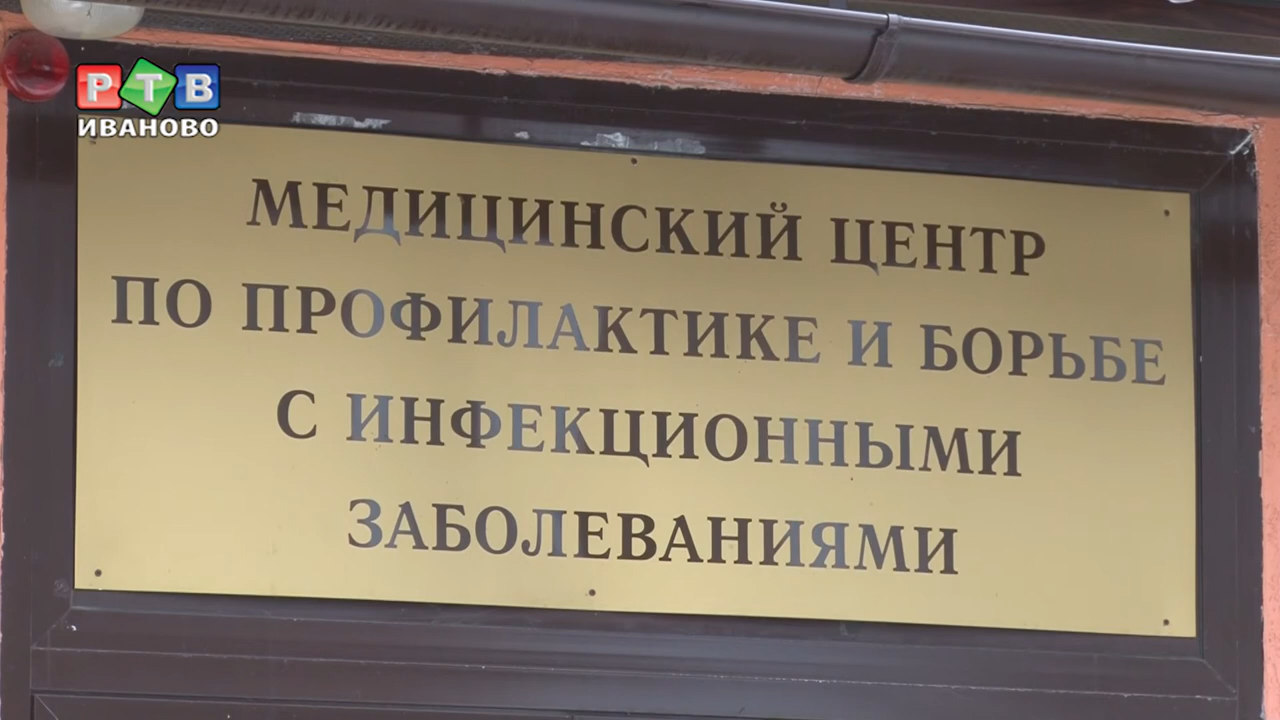 РТВ
ИВАНОВО
МЕДИЦИНСКИЙ ЦЕНТР
ПО ПРОФИЛАКТИКЕ И БОРЬБЕ
С ИНФЕКЦИОННЫМИ
ЗАБОЛЕВАНИЯМИ